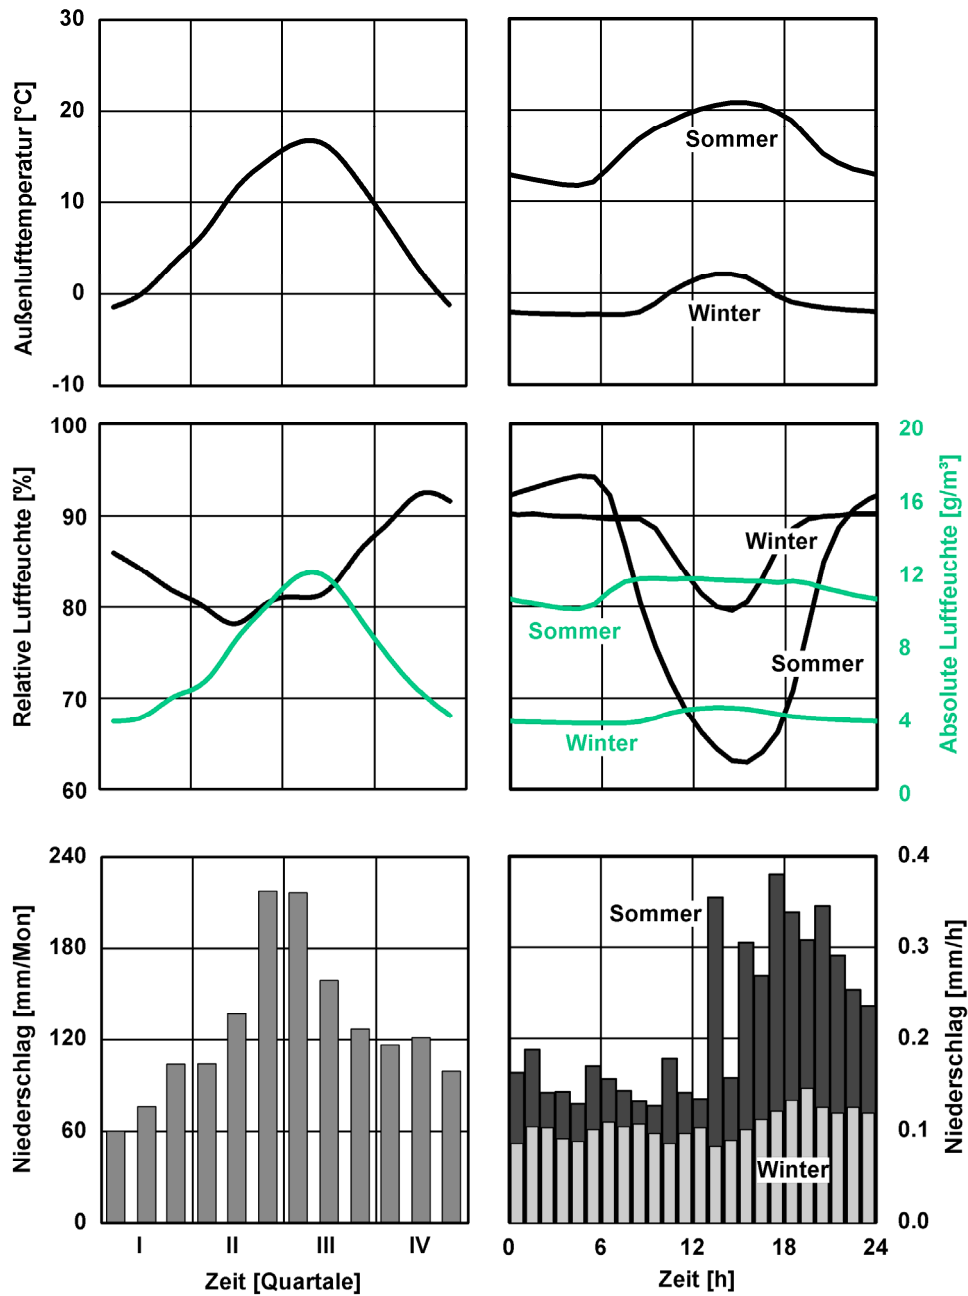 Außenlufttemperatur [°C]
30
20
10
0
-10
Sommer
Winter
Relative Luftfeuchte [%]
100
90
80
70
60
Winter
Sommer
Sommer
Winter
20
16
12
8
4
0
Absolute Luftfeuchte [g/m³]
Niederschlag [mm/Mon]
240
180
120
60
0
I II III IV
Zeit [Quartale]
Sommer
Winter
0.4
0.3
0.2
0.1
0.0
Niederschlag [mm/h]
0 6 12 18 24
Zeit [h]